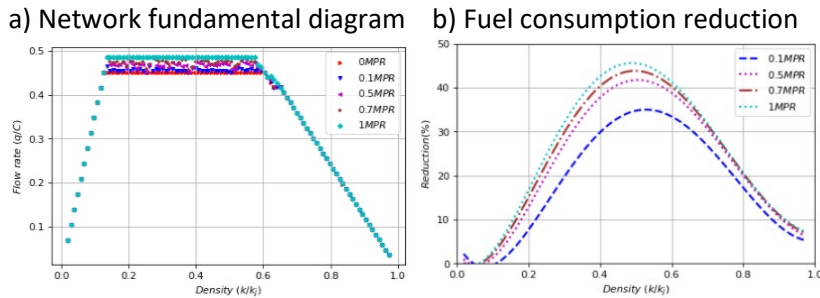 a) Network fundamental diagram
b) Fuel consumption reduction
0.5
0.4
0.3
0.2
0.1
Flow rate (q/C)
0MPR
0.1MPR
0.5MPR
0.7MPR
1MPR
0.0 0.2 0.4 0.6 0.8 1.0
Density (k/kj)
50
40
30
20
10
0
Reduction(%)
0.1MPR
0.5MPR
0.7MPR
1MPR
0.0 0.2 0.4 0.6 0.8 1.0
Density (k/kj)